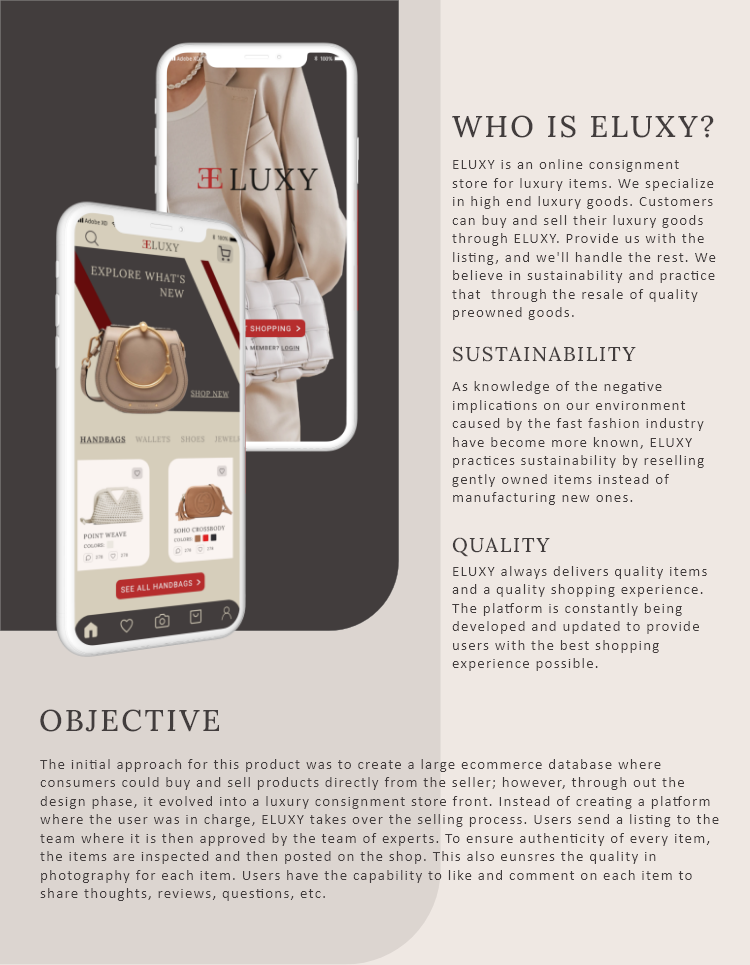 Adobe XD
100%
ELUXY
T SHOPPING >
A MEMBER? LOGIN
Adobe XD
100%
ELUXY
EXPLORE WHAT'S
NEW
SHOP NEW
HANDBAGS WALLETS SHOES JEWEL
POINT WEAVE
COLORS:
SOHO CROSSBODY
COLORS:
SEE ALL HANDBAGS >
WHO IS ELUXY?
ELUXY is an online consignment
store for luxury items. We specialize
in high end luxury goods. Customers
can buy and sell their luxury goods
through ELUXY. Provide us with the
listing, and we'll handle the rest. We
believe in sustainability and practice
that through the resale of quality
preowned goods.
SUSTAINABILITY
As knowledge of the negative
implications on our environment
caused by the fast fashion industry
have become more known, ELUXY
practices sustainability by reselling
gently owned items instead of
manufacturing new ones.
QUALITY
ELUXY always delivers quality items
and a quality shopping experience.
The platform is constantly being
developed and updated to provide
users with the best shopping
experience possible.
OBJECTIVE
The initial approach for this product was to create a large ecommerce database where
consumers could buy and sell products directly from the seller; however, through out the
design phase, it evolved into a luxury consignment store front. Instead of creating a platform
where the user was in charge, ELUXY takes over the selling process. Users send a listing to the
team where it is then approved by the team of experts. To ensure authenticity of every item,
the items are inspected and then posted on the shop. This also eunsres the quality in
photography for each item. Users have the capability to like and comment on each item to
share thoughts, reviews, questions, etc.